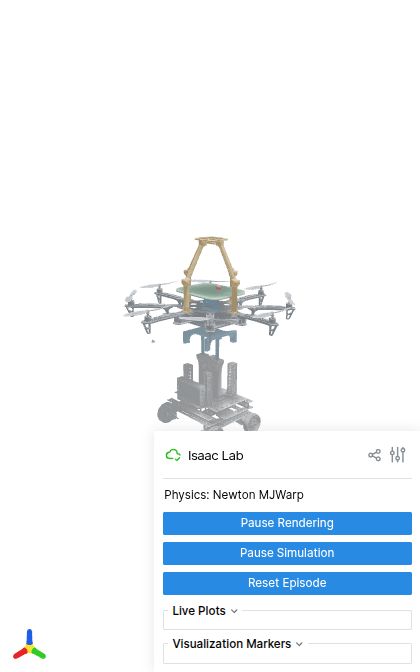 Isaac Lab
Physics: Newton MJWarp
Pause Rendering
Pause Simulation
Reset Episode
Live Plots
Visualization Markers